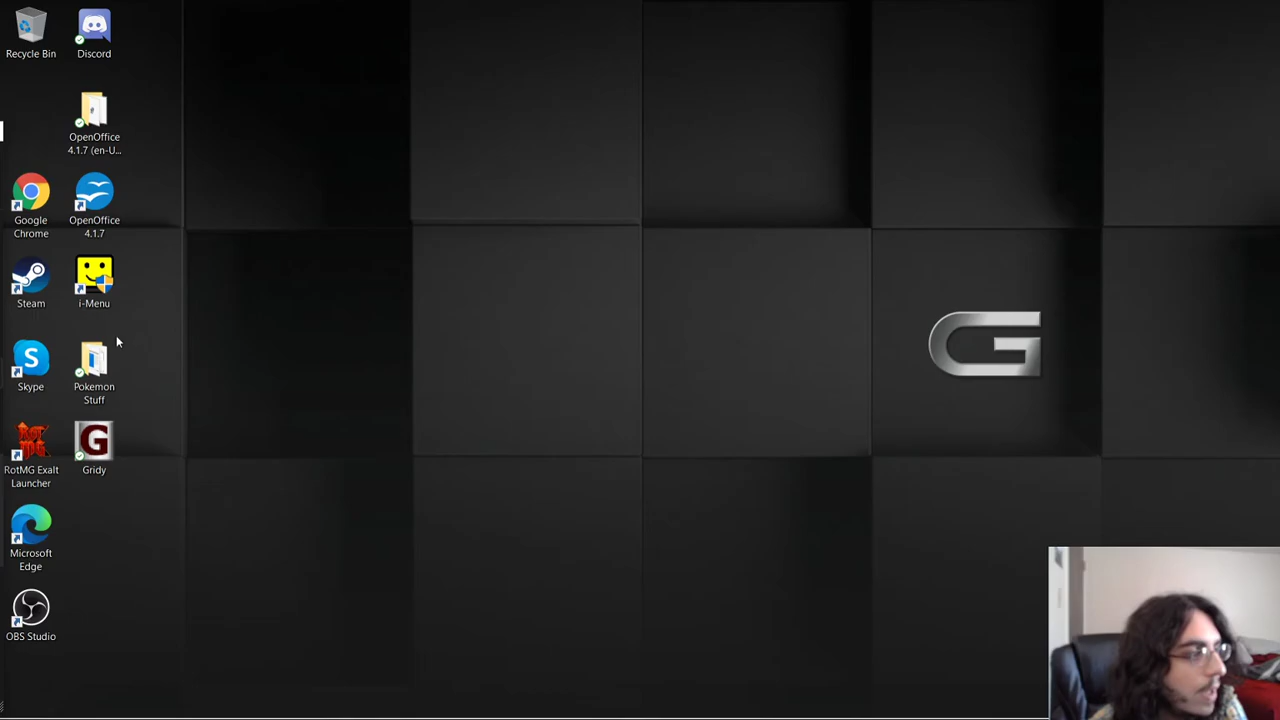 Recycle Bin
Discord
OpenOffice
4.1.7 (en-U...
Google
Chrome
OpenOffice
4.1.7
Steam
i-Menu
S
Skype
Pokemon
Stuff
RotMG
RotMG Exalt
Launcher
G
Gridy
Microsoft
Edge
OBS Studio
G